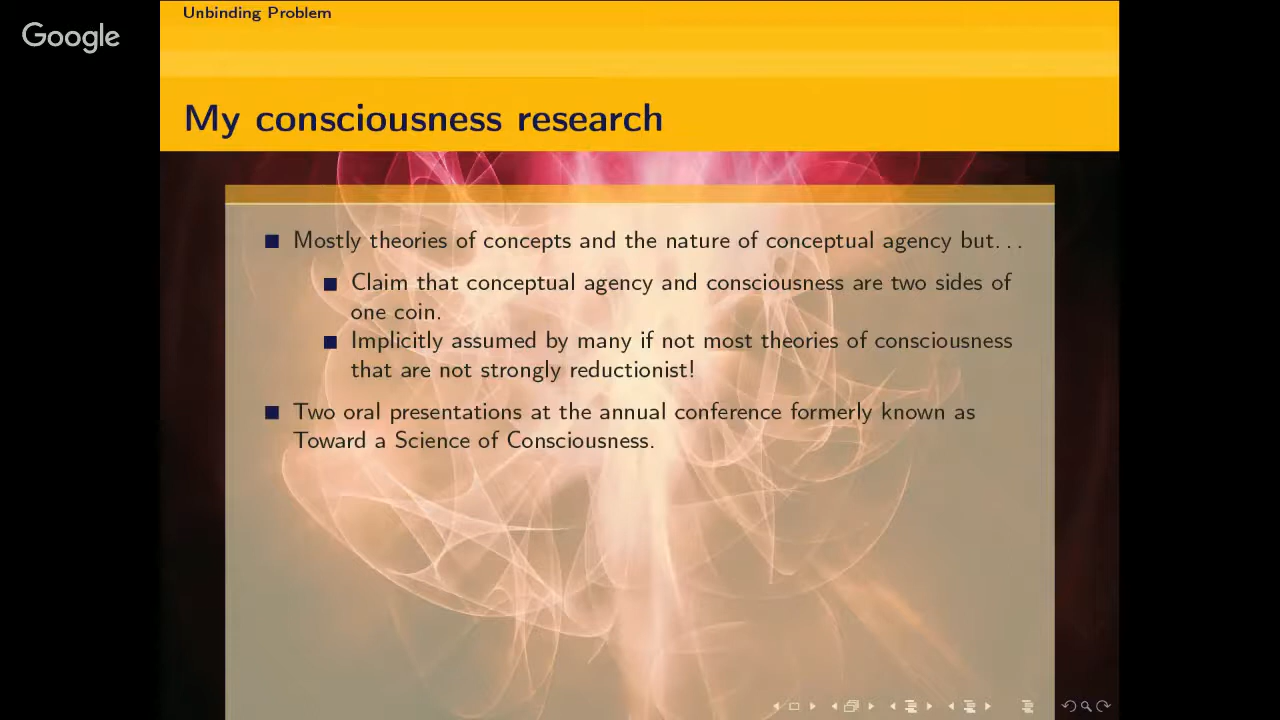 Google
Unbinding Problem
My consciousness research
Mostly theories of concepts and the nature of conceptual agency but...
Claim that conceptual agency and consciousness are two sides of
one coin.
Implicitly assumed by many if not most theories of consciousness
that are not strongly reductionist!
Two oral presentations at the annual conference formerly known as
Toward a Science of Consciousness.